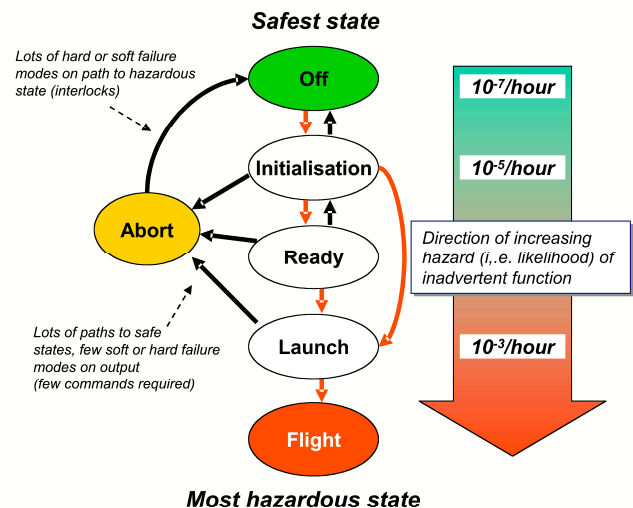 Safest state
Lots of hard or soft failure
modes on path to hazardous
state (interlocks)
Off
10-7/hour
Initialisation
10-5/hour
Abort
Ready
Direction of increasing
hazard (i,.e. likelihood) of
inadvertent function
Lots of paths to safe
states, few soft or hard failure
modes on output
(few commands required)
Launch
10-3/hour
Flight
Most hazardous state